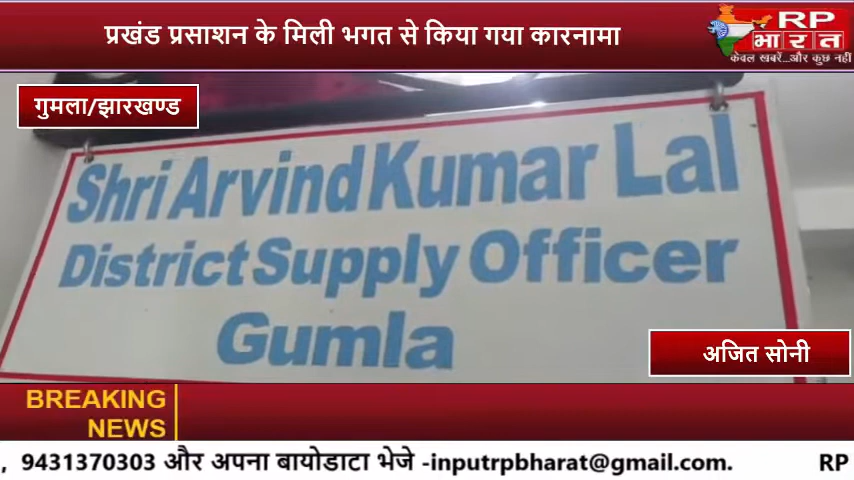 प्रखंड प्रसाशन के मिली भगत से किया गया कारनामा
RP
भारत
केवल खबरें...और कुछ नहीं
गुमला/झारखण्ड
Shri Arvind Kumar Lal
District Supply Officer
Gumla
अजित सोनी
BREAKING
NEWS
, 9431370303 और अपना बायोडाटा भेजे -inputrpbharat@gmail.com. RP